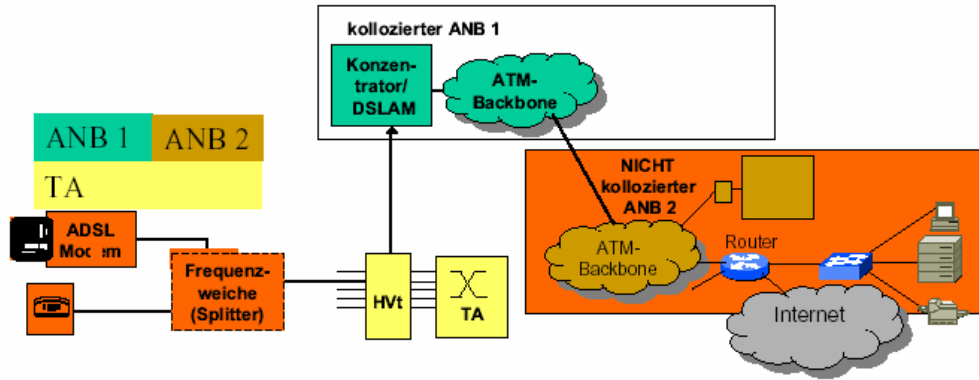 kollozierter ANB 1
Konzen-
trator/
DSLAM
ATM-
Backbone
ANB 1
ANB 2
TA
NICHT
kollozierter
ANB 2
ADSL
Modem
Frequenz-
weiche
(Splitter)
HVt
TA
ATM-
Backbone
Router
Internet